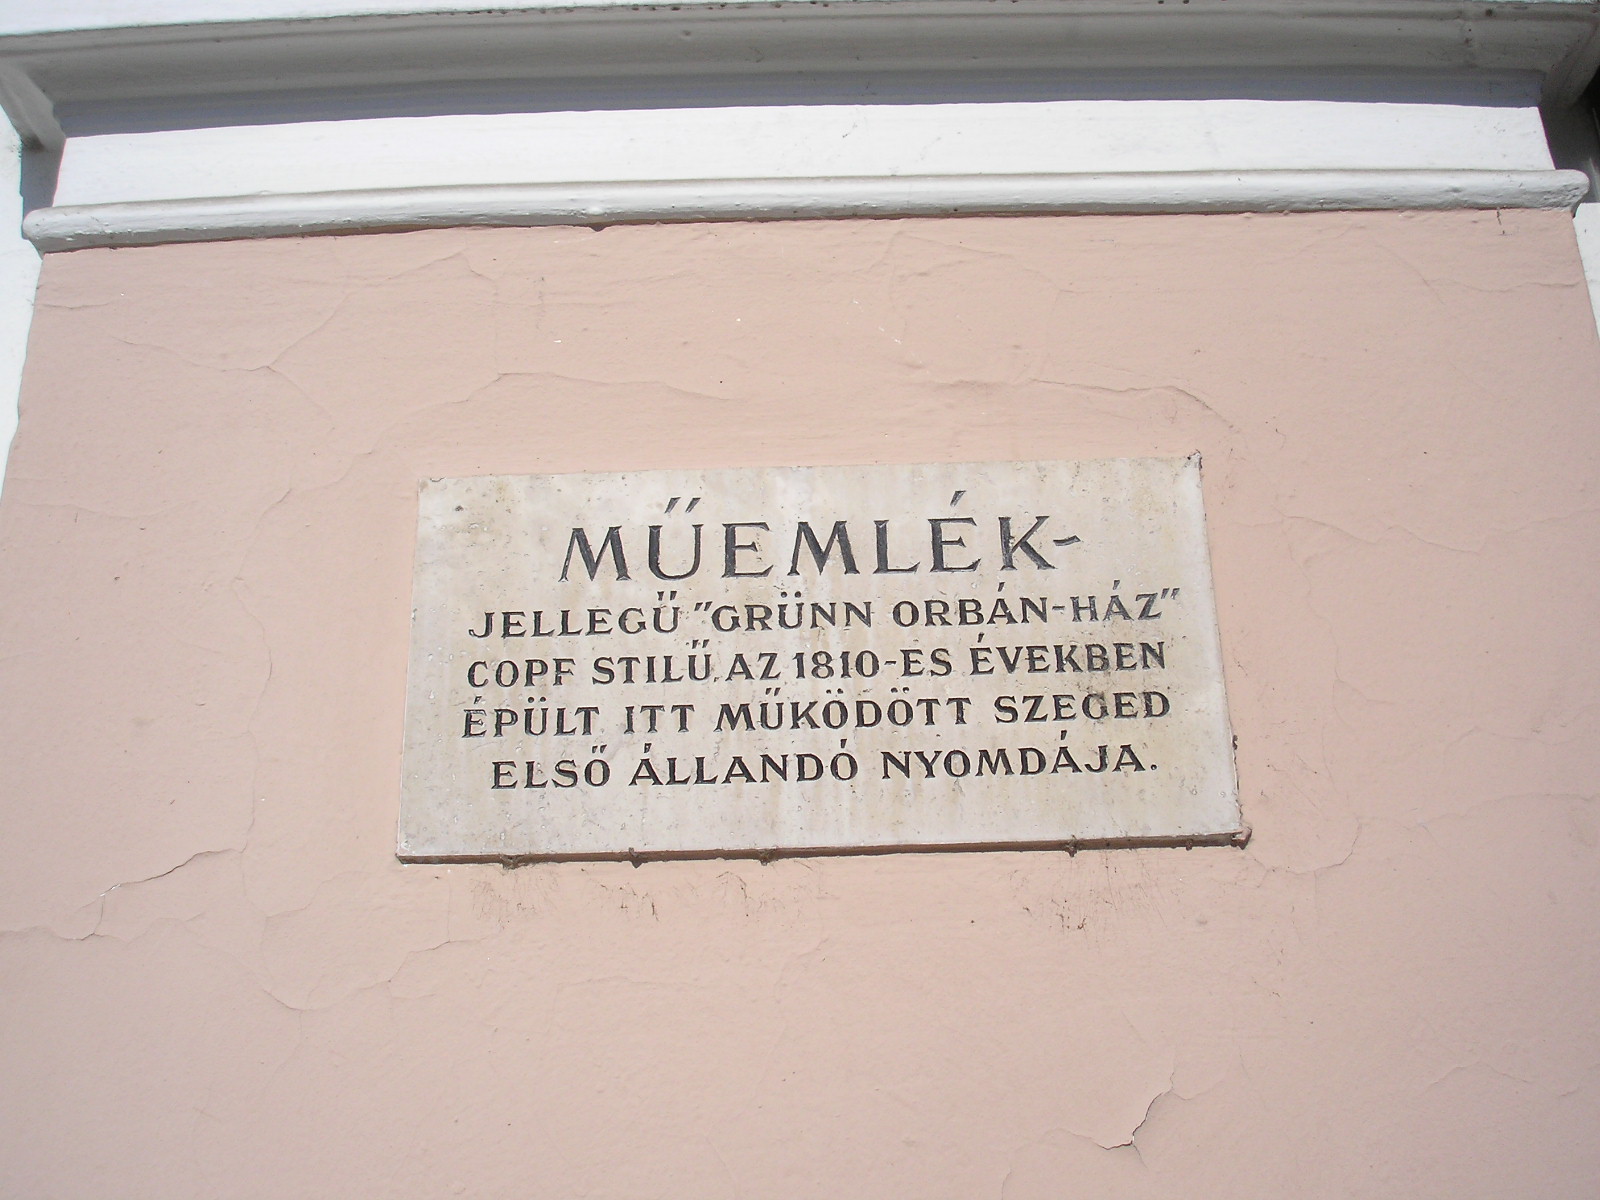 MŰEMLÉK-
JELLEGŰ "GRÜNN ORBÁN-HÁZ"
COPF STILŰ, AZ 1810-ES ÉVEKBEN
ÉPÜLT ITT MŰKÖDÖTT SZEGED
ELSŐ ÁLLANDÓ NYOMDÁJA.